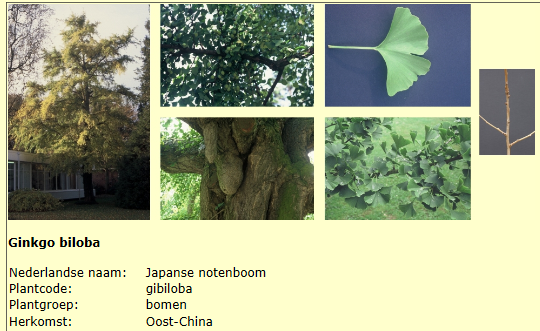 Ginkgo biloba
Nederlandse naam: Japanse notenboom
Plantcode: gibiloba
Plantgroep: bomen
Herkomst: Oost-China